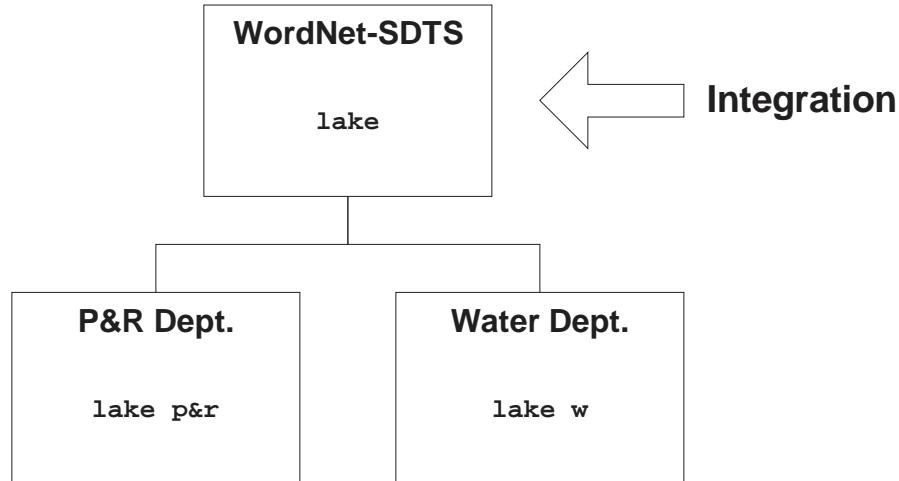 WordNet-SDTS
lake
Integration
P&R Dept.
lake p&r
Water Dept.
lake w